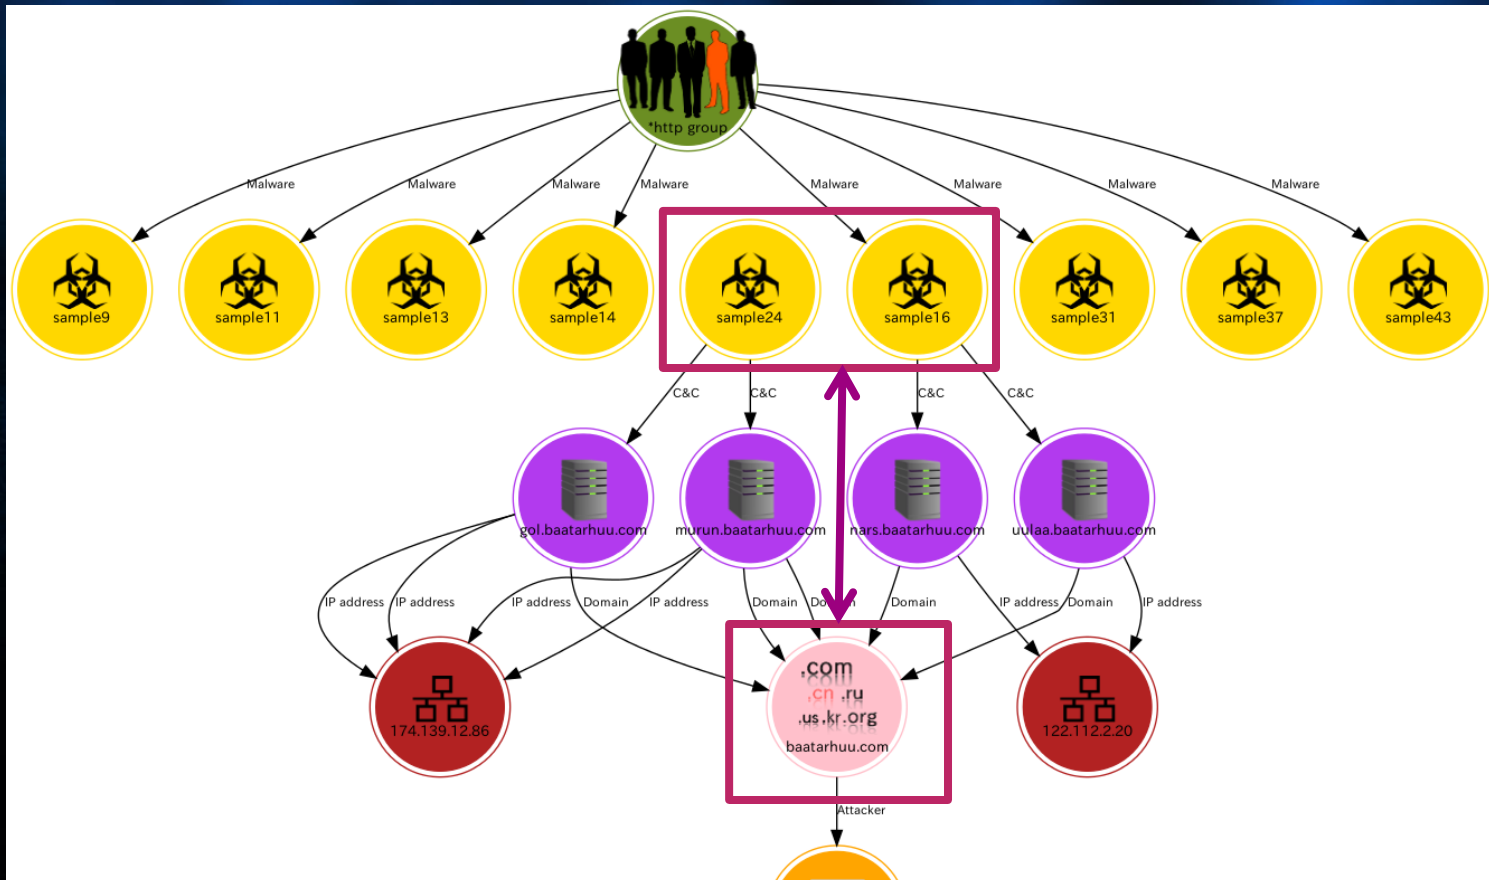 *http group
Malware Malware Malware Malware Malware Malware Malware Malware
sample9 sample11 sample13 sample14 sample24 sample16 sample31 sample37 sample43
C&C C&C C&C C&C
gol.baatarhuu.com murun.baatarhuu.com nars.baatarhuu.com uulaa.baatarhuu.com
IP address IP address IP address Domain IP address Domain Domain Domain IP address Domain IP address
.com
.cn .ru
.us.kr.org
174.139.12.86 baatarhuu.com 122.112.2.20
Attacker